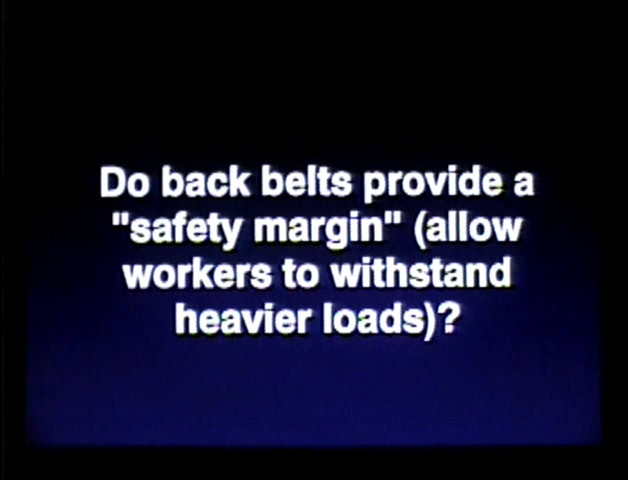 Do back belts provide a
"safety margin" (allow
workers to withstand
heavier loads)?